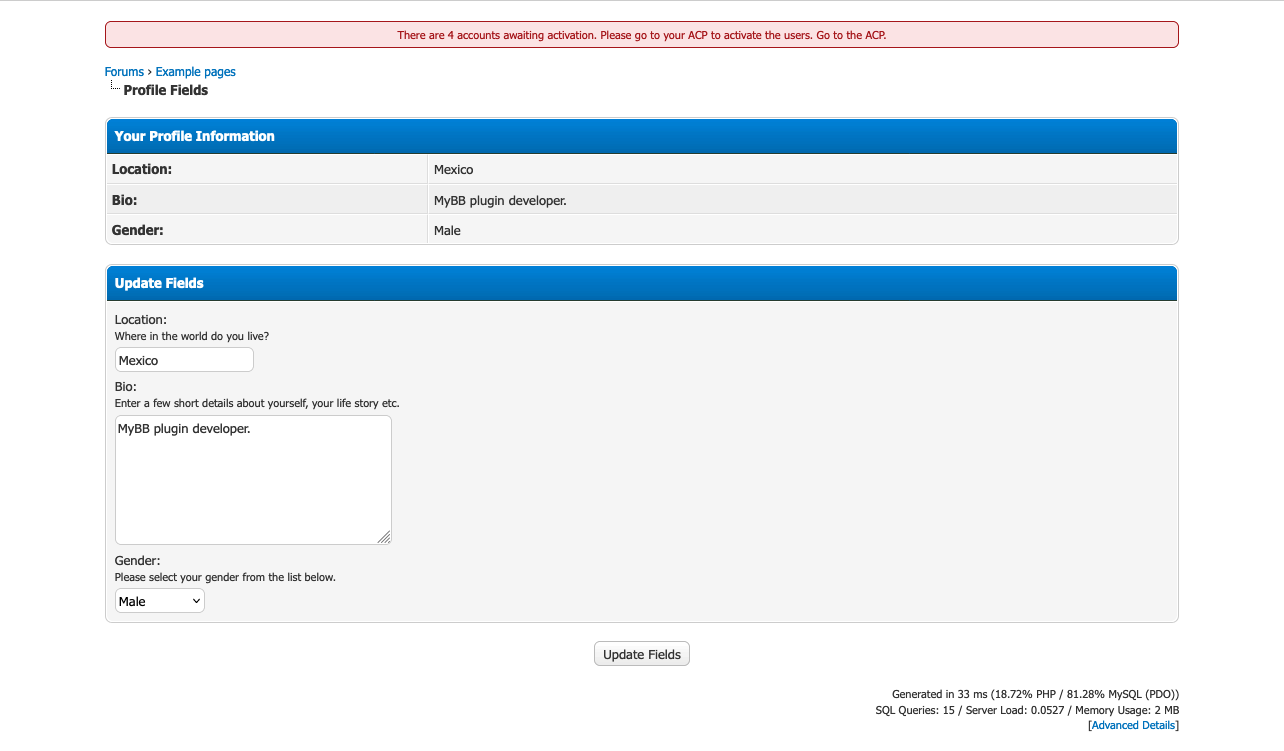 There are 4 accounts awaiting activation. Please go to your ACP to activate the users. Go to the ACP.
Forums › Example pages
Profile Fields
Your Profile Information
Location: Mexico
Bio: MyBB plugin developer.
Gender: Male
Update Fields
Location:
Where in the world do you live?
Mexico
Bio:
Enter a few short details about yourself, your life story etc.
MyBB plugin developer.
Gender:
Please select your gender from the list below.
Male
Update Fields
Generated in 33 ms (18.72% PHP / 81.28% MySQL (PDO))
SQL Queries: 15 / Server Load: 0.0527 / Memory Usage: 2 MB
[Advanced Details]